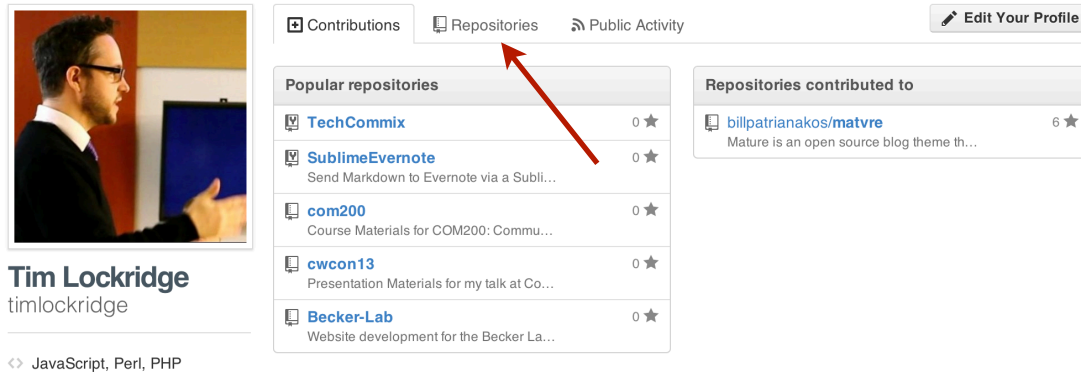 Contributions
Repositories
Public Activity
Edit Your Profile
Popular repositories
TechCommix
0
SublimeEvernote
0
Send Markdown to Evernote via a Subli…
com200
0
Course Materials for COM200: Commu…
cwcon13
0
Presentation Materials for my talk at Co…
Becker-Lab
0
Website development for the Becker La…
Repositories contributed to
billpatrianakos/matvre
6
Mature is an open source blog theme th…
Tim Lockridge
timlockridge
JavaScript, Perl, PHP